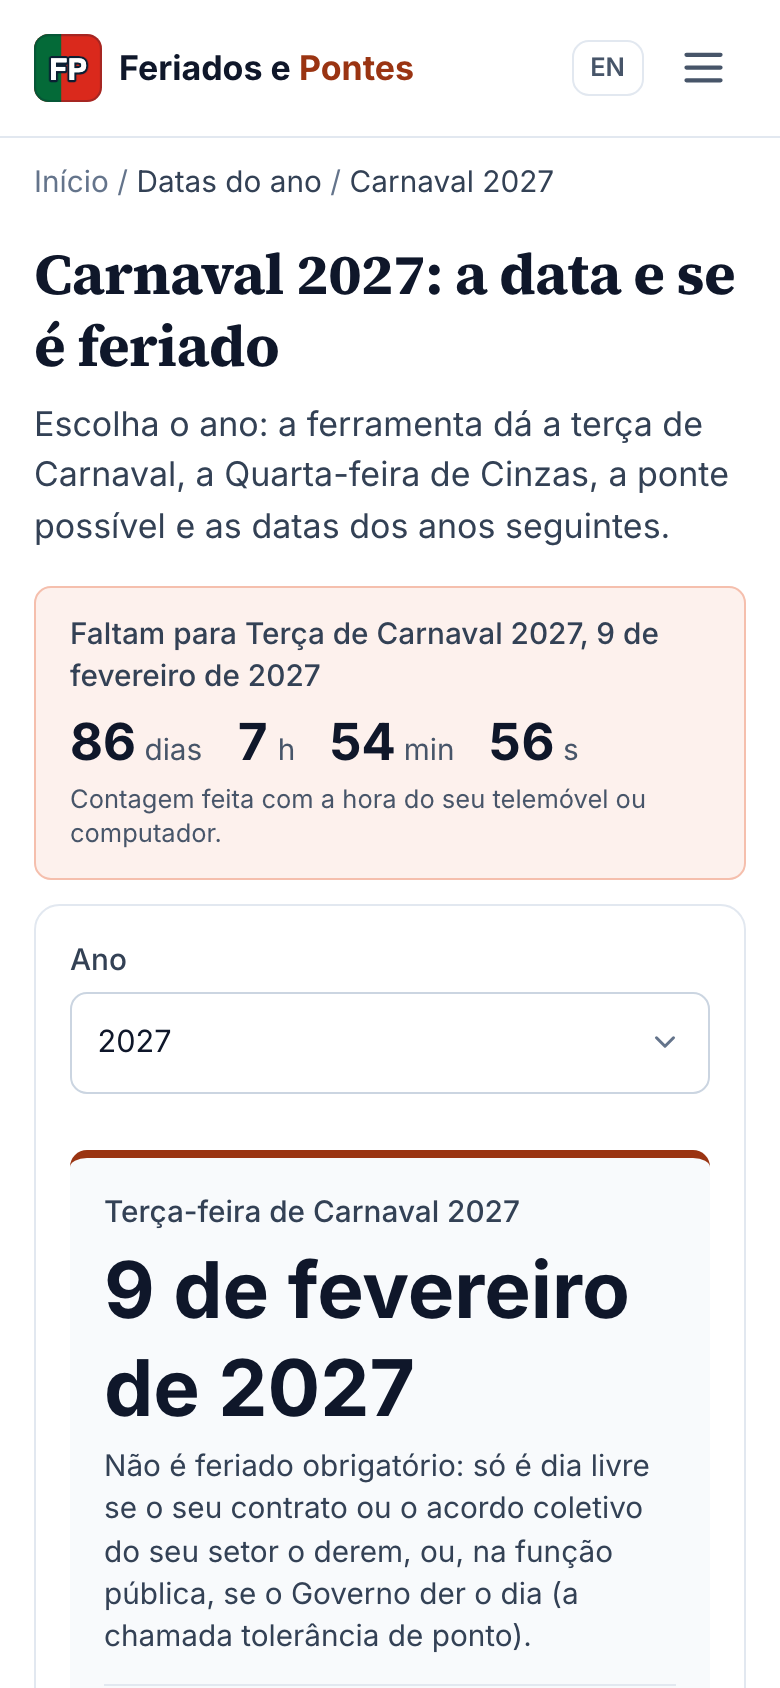 FP Feriados e Pontes EN
Início / Datas do ano / Carnaval 2027
Carnaval 2027: a data e se
é feriado
Escolha o ano: a ferramenta dá a terça de
Carnaval, a Quarta-feira de Cinzas, a ponte
possível e as datas dos anos seguintes.
Faltam para Terça de Carnaval 2027, 9 de
fevereiro de 2027
86 dias 7 h 54 min 56 s
Contagem feita com a hora do seu telemóvel ou
computador.
Ano
2027
Terça-feira de Carnaval 2027
9 de fevereiro
de 2027
Não é feriado obrigatório: só é dia livre
se o seu contrato ou o acordo coletivo
do seu setor o derem, ou, na função
pública, se o Governo der o dia (a
chamada tolerância de ponto).